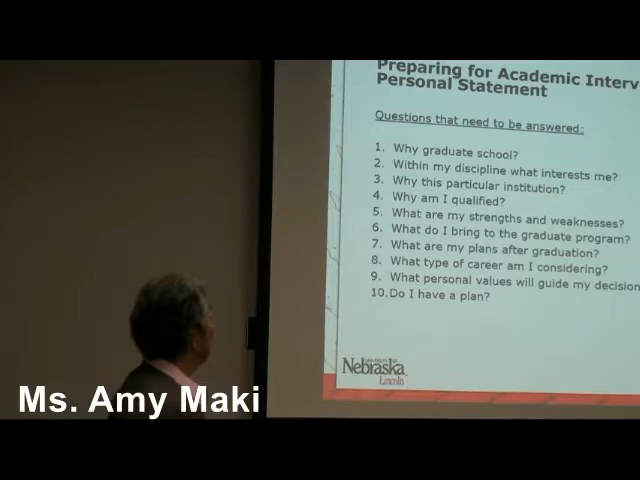 Preparing for Academic Interv
Personal Statement
Questions that need to be answered:
1. Why graduate school?
2. Within my discipline what interests me?
3. Why this particular institution?
4. Why am I qualified?
5. What are my strengths and weaknesses?
6. What do I bring to the graduate program?
7. What are my plans after graduation?
8. What type of career am I considering?
9. What personal values will guide my decision
10. Do I have a plan?
UNIVERSITY OF
Nebraska
Lincoln
Ms. Amy Maki